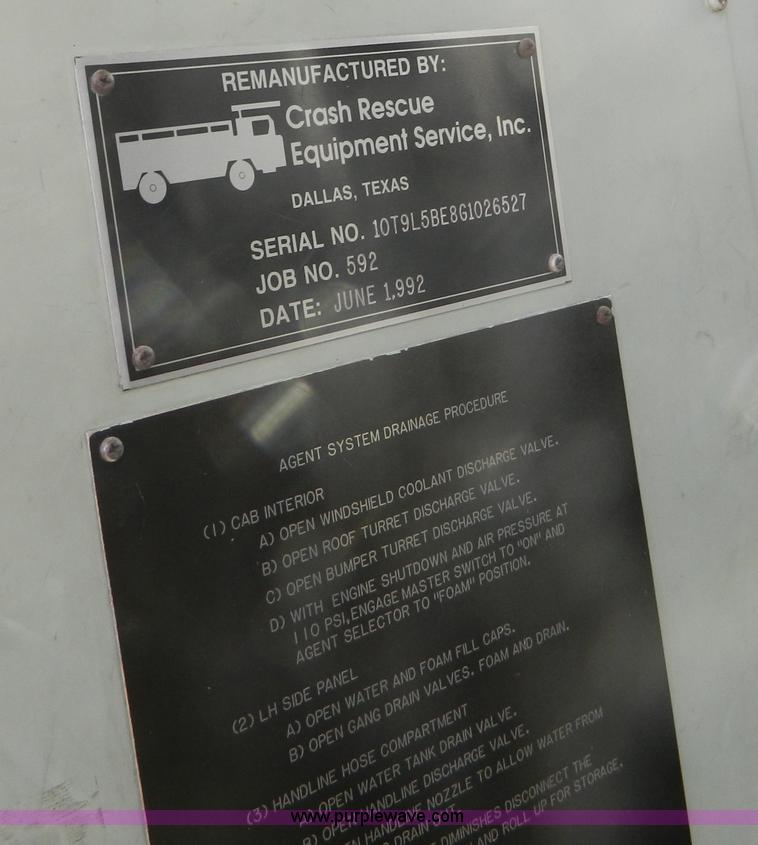 REMANUFACTURED BY:
Crash Rescue
Equipment Service, Inc.
DALLAS, TEXAS
SERIAL NO. 10T9L5BE8G1026527
JOB NO. 592
DATE: JUNE 1,992
AGENT SYSTEM DRAINAGE PROCEDURE
(1) CAB INTERIOR
A) OPEN WINDSHIELD COOLANT DISCHARGE VALVE.
B) OPEN ROOF TURRET DISCHARGE VALVE.
C) OPEN BUMPER TURRET DISCHARGE VALVE.
D) WITH ENGINE SHUTDOWN AND AIR PRESSURE AT
110 PSI,ENGAGE MASTER SWITCH TO "ON" AND
AGENT SELECTOR TO "FOAM" POSITION.
(2) LH SIDE PANEL
A) OPEN WATER AND FOAM FILL CAPS.
B) OPEN GANG DRAIN VALVES. FOAM AND DRAIN.
(3) HANDLINE HOSE COMPARTMENT
A) OPEN WATER TANK DRAIN VALVE.
B) OPEN HANDLINE DISCHARGE VALVE.
HANDLINE NOZZLE TO ALLOW WATER FROM
DRAIN OUT.
DIMINISHES DISCONNECT THE
AND ROLL UP FOR STORAGE.
www.purplewave.com